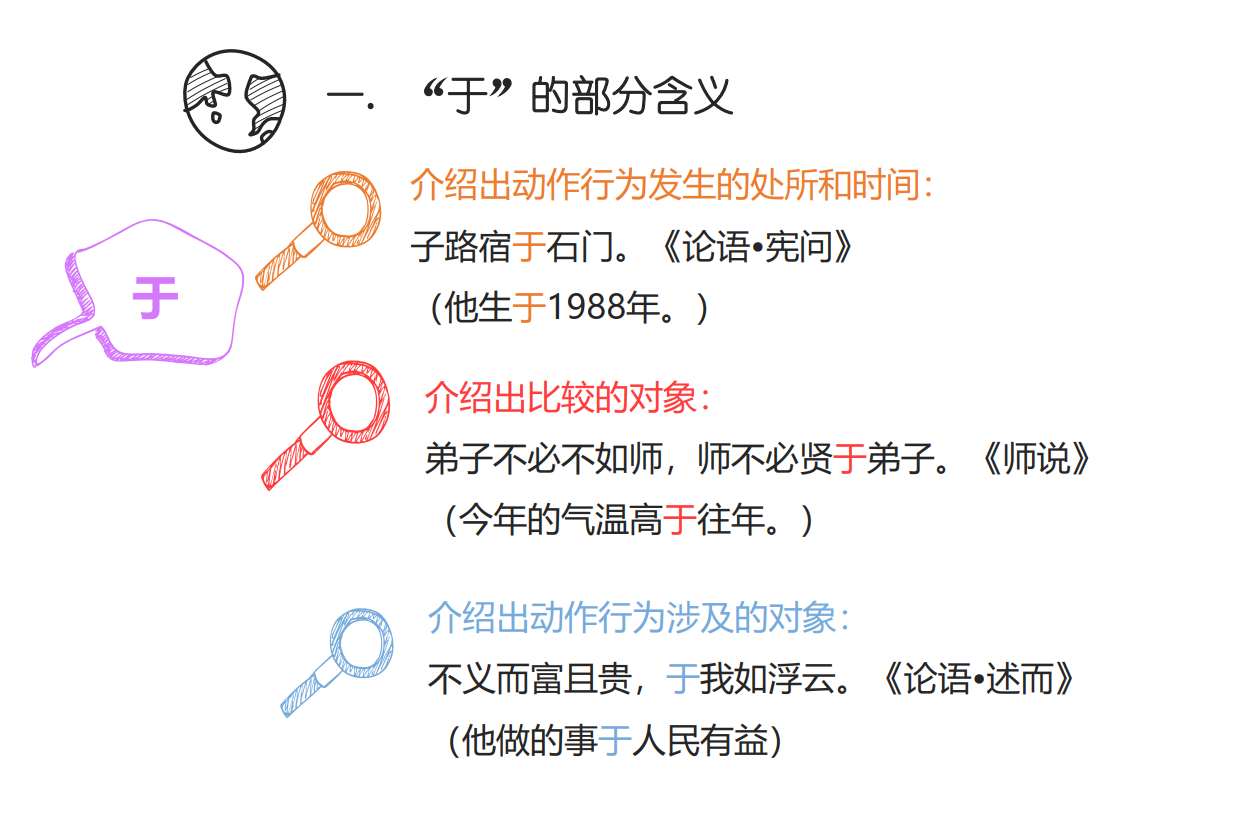 一. “于”的部分含义
于
介绍出动作行为发生的处所和时间：
子路宿于石门。《论语•宪问》
（他生于1988年。）
介绍出比较的对象：
弟子不必不如师，师不必贤于弟子。《师说》
（今年的气温高于往年。）
介绍出动作行为涉及的对象：
不义而富且贵，于我如浮云。《论语•述而》
（他做的事于人民有益）